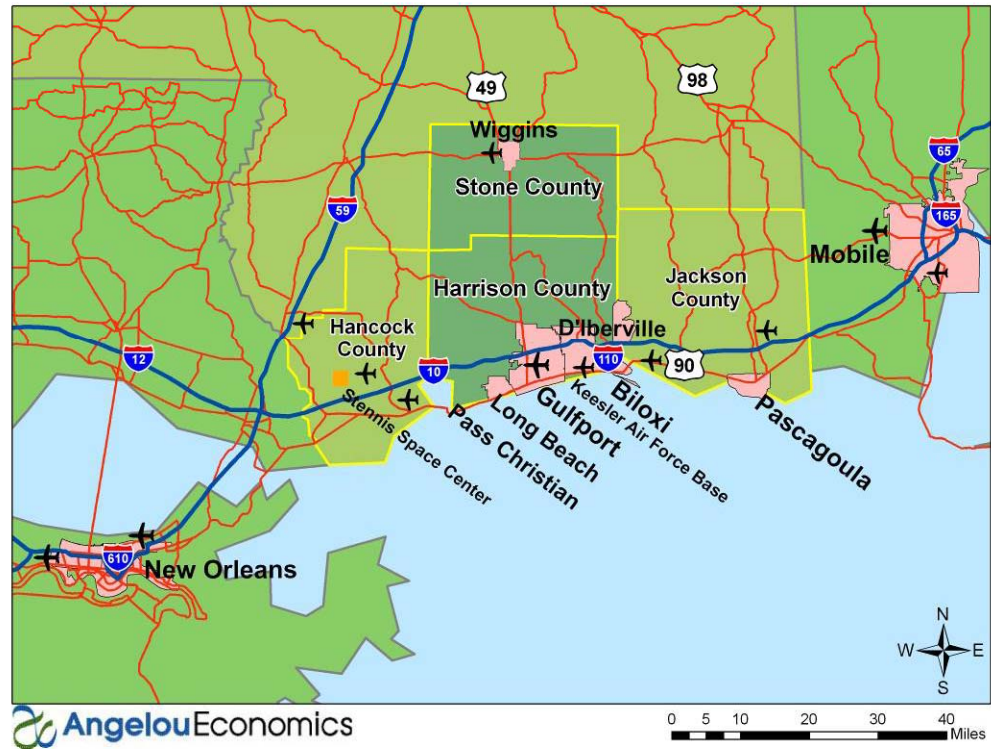 49
98
Wiggins
Stone County
65
165
59
Mobile
Harrison County
Jackson
County
Hancock
County
D'Iberville
12
10
110
90
Stennis Space Center
Pass Christian
Long Beach
Gulfport
Keesler Air Force Base
Biloxi
Pascagoula
610
New Orleans
N
W
E
S
AngelouEconomics
0 5 10 20 30 40
Miles